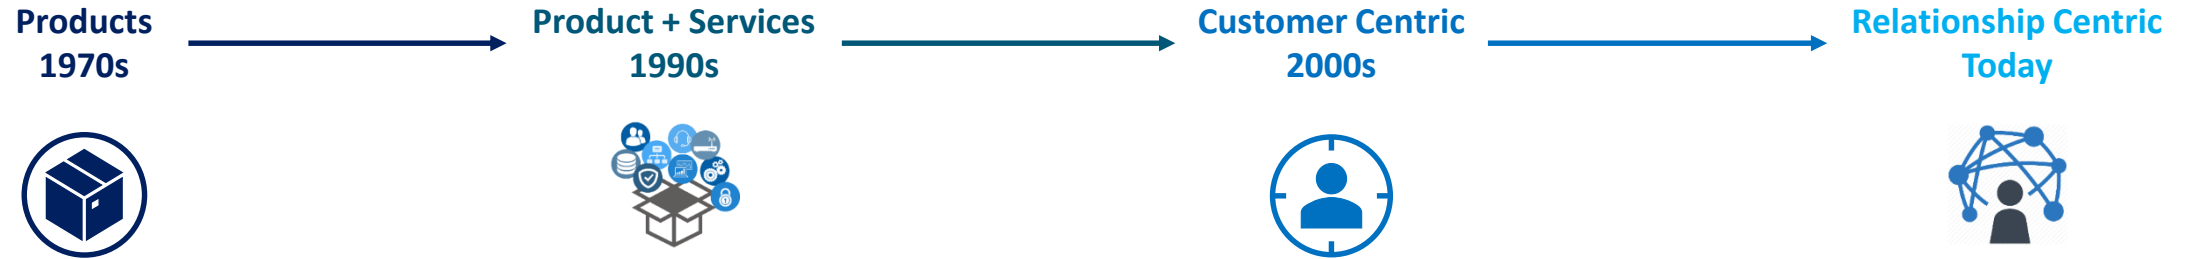 Products
1970s
Product + Services
1990s
Customer Centric
2000s
Relationship Centric
Today